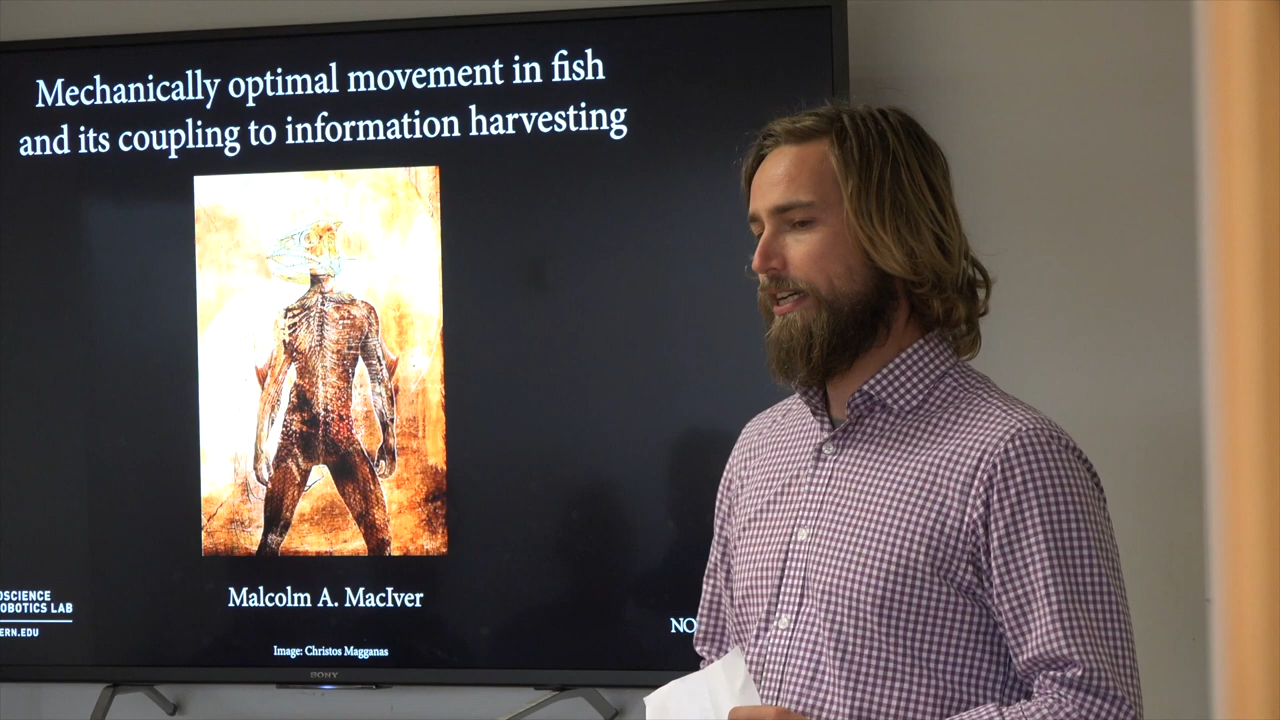 Mechanically optimal movement in fish
and its coupling to information harvesting
Malcolm A. MacIver
OSCIENCE
OBOTICS LAB
ERN.EDU
NO
Image: Christos Magganas
SONY